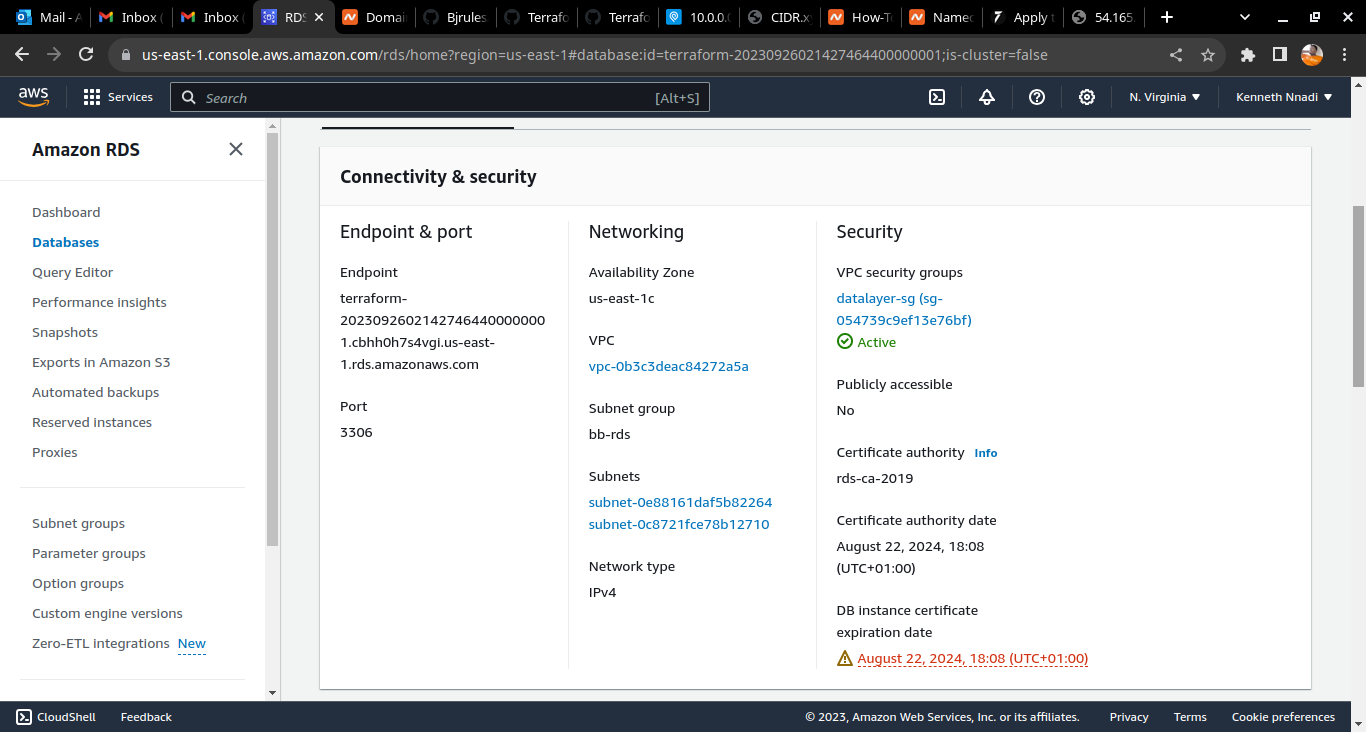 Mail - A
Inbox (
Inbox (
RDS
Domai
Bjrules
Terrafo
Terrafo
10.0.0.
CIDR.x
How-To
Named
Apply t
54.165.
us-east-1.console.aws.amazon.com/rds/home?region=us-east-1#database:id=terraform-20230926021427464400000001;is-cluster=false
aws
Services
Search
[Alt+S]
N. Virginia
Kenneth Nnadi
Amazon RDS
Dashboard
Databases
Query Editor
Performance insights
Snapshots
Exports in Amazon S3
Automated backups
Reserved instances
Proxies
Subnet groups
Parameter groups
Option groups
Custom engine versions
Zero-ETL integrations New
Connectivity & security
Endpoint & port
Endpoint
terraform-
2023092602142746440000000
1.cbhh0h7s4vgi.us-east-
1.rds.amazonaws.com
Port
3306
Networking
Availability Zone
us-east-1c
VPC
vpc-0b3c3deac84272a5a
Subnet group
bb-rds
Subnets
subnet-0e88161daf5b82264
subnet-0c8721fce78b12710
Network type
IPv4
Security
VPC security groups
datalayer-sg (sg-
054739c9ef13e76bf)
Active
Publicly accessible
No
Certificate authority Info
rds-ca-2019
Certificate authority date
August 22, 2024, 18:08
(UTC+01:00)
DB instance certificate
expiration date
August 22, 2024, 18:08 (UTC+01:00)
CloudShell
Feedback
© 2023, Amazon Web Services, Inc. or its affiliates.
Privacy
Terms
Cookie preferences